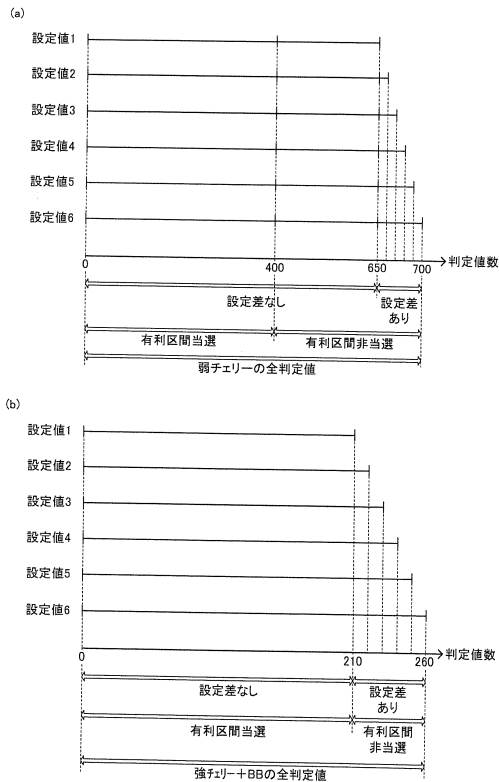 (a)
設定値1
設定値2
設定値3
設定値4
設定値5
設定値6
0 400 650 700 判定値数
設定差なし 設定差
あり
有利区間当選 有利区間非当選
弱チェリーの全判定値
(b)
設定値1
設定値2
設定値3
設定値4
設定値5
設定値6
0 210 260 判定値数
設定差なし 設定差
あり
有利区間当選 有利区間
非当選
強チェリー+BBの全判定値